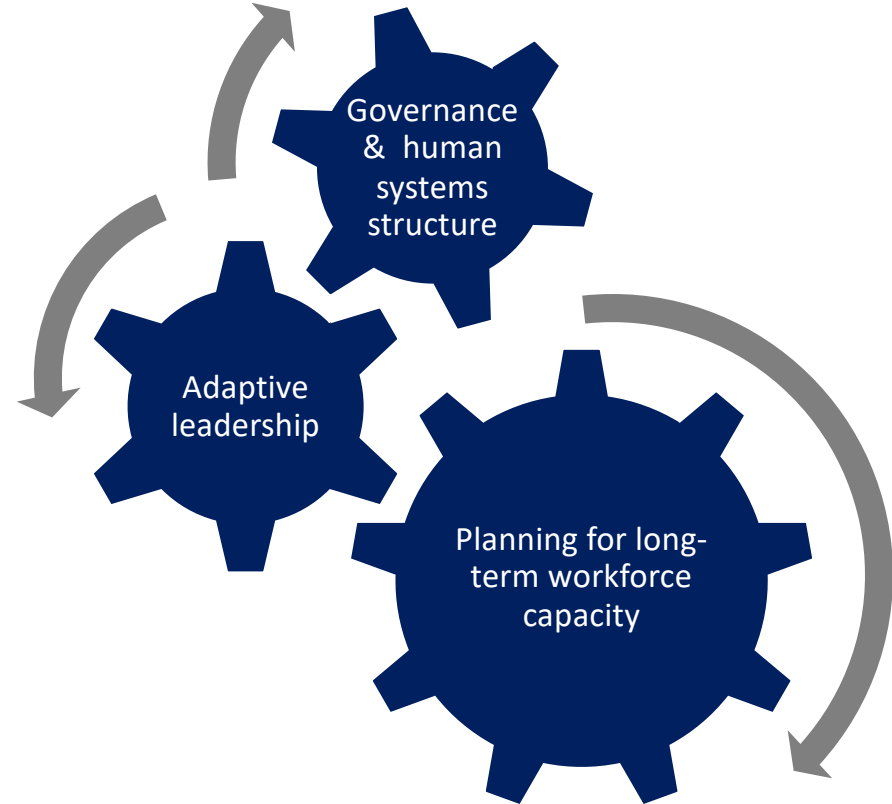 Governance
& human
systems
structure
Adaptive
leadership
Planning for long-
term workforce
capacity